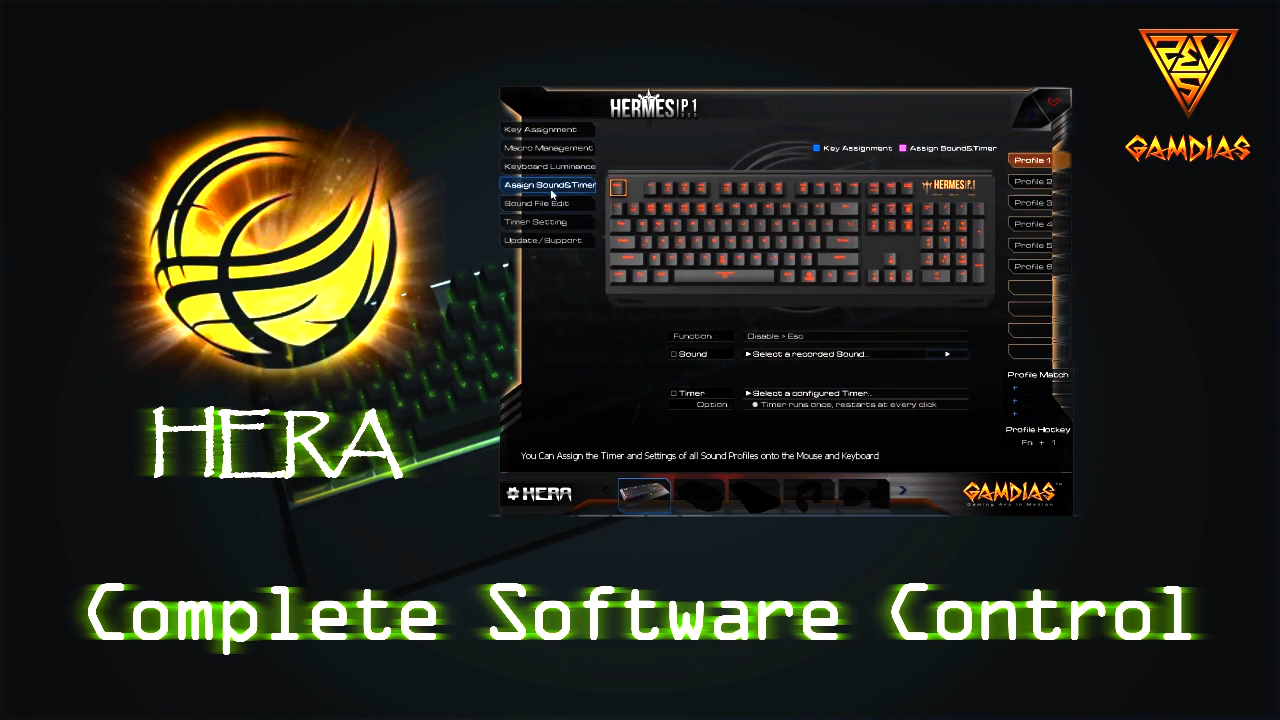 ZEUS
GAMDIAS
HERMES P.1
Key Assignment
Macro Management
Keyboard Luminance
Assign Sound&Timer
Sound File Edit
Timer Setting
Update/Support
Key Assignment
Assign Sound&Timer
HERMES P.1
Profile 1
Profile 2
Profile 3
Profile 4
Profile 5
Profile 6
Function :
Disable > Esc
Sound
Select a recorded Sound..
Timer
Select a configured Timer..
Option :
Timer runs once, restarts at every click
Profile Match
+
+
+
Profile Hotkey
Fn + 1
You Can Assign the Timer and Settings of all Sound Profiles onto the Mouse and Keyboard
HERA
GAMDIAS
Gaming Art in Motion
HERA
Complete Software Control